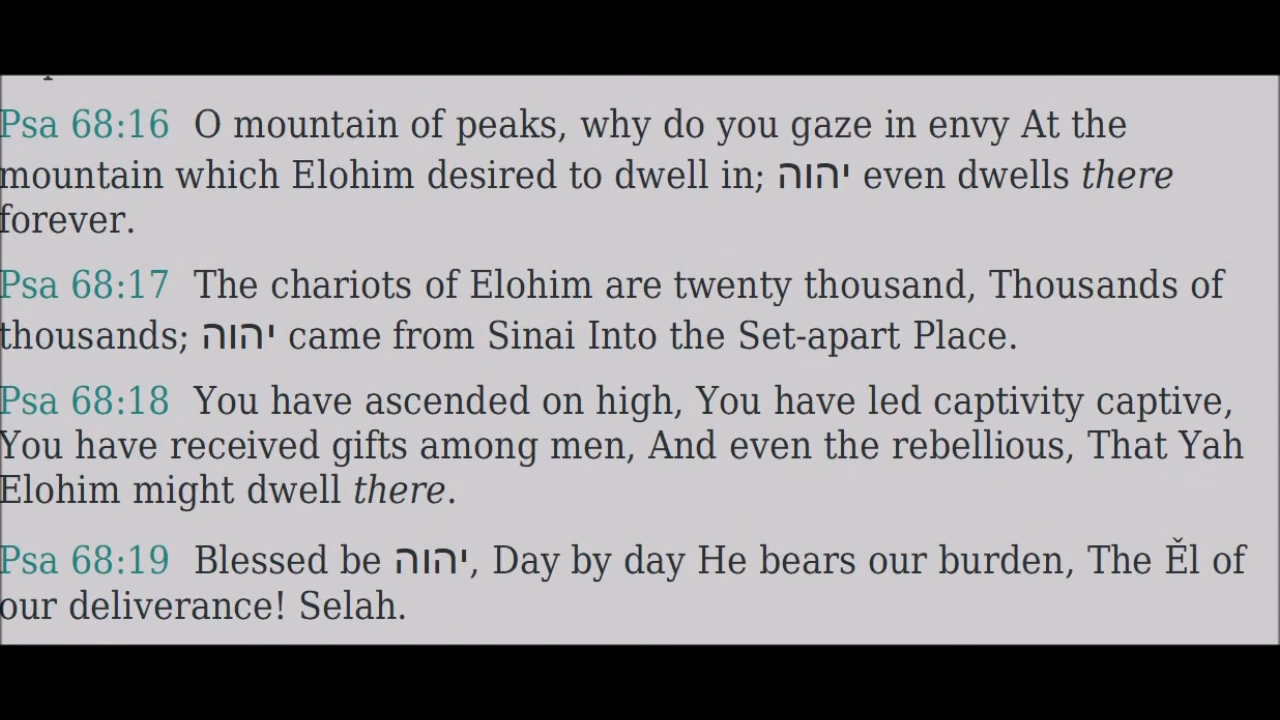 Psa 68:16 O mountain of peaks, why do you gaze in envy At the
mountain which Elohim desired to dwell in; יהוה even dwells there
forever.
Psa 68:17 The chariots of Elohim are twenty thousand, Thousands of
thousands; יהוה came from Sinai Into the Set-apart Place.
Psa 68:18 You have ascended on high, You have led captivity captive,
You have received gifts among men, And even the rebellious, That Yah
Elohim might dwell there.
Psa 68:19 Blessed be יהוה, Day by day He bears our burden, The Ěl of
our deliverance! Selah.